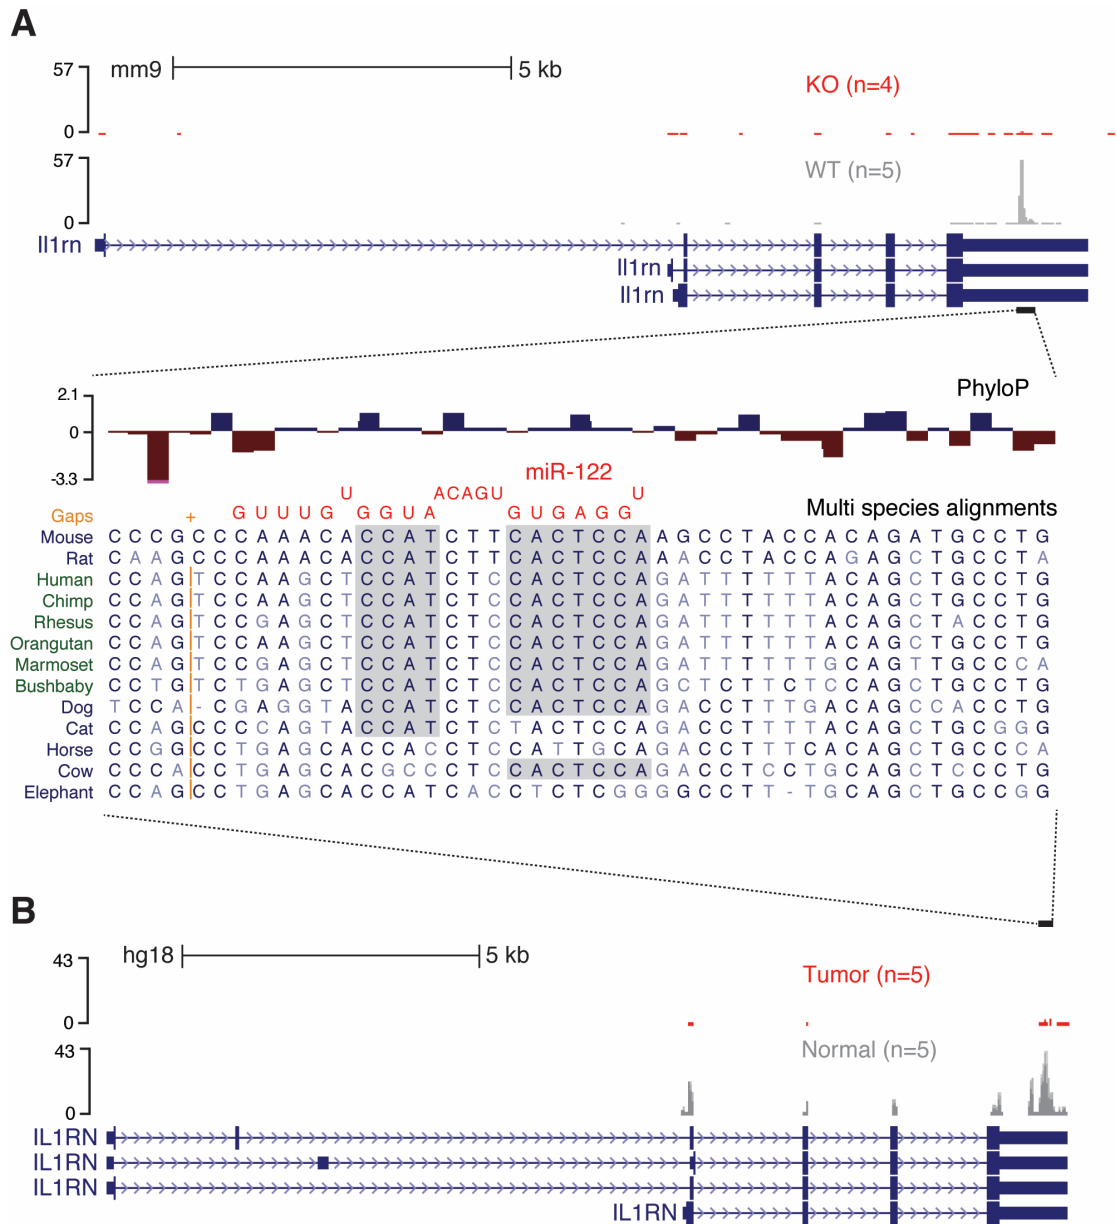 A
57
mm9
5 kb
KO (n=4)
0
57
WT (n=5)
0
Il1rn
Il1rn
Il1rn
2.1
PhyloP
0
-3.3
miR-122
U ACAGU U
Multi species alignments
Gaps + G U U U G G G U A G U G A G G
Mouse C C C G C C C A A A C A C C A T C T T C A C T C C A A G C C T A C C A C A G A T G C C T G
Rat C A A G C C C A A A C A C C A T C T T C A C T C C A A A C C T A C C A G A G C T G C C T A
Human C C A G T C C A A G C T C C A T C T C C A C T C C A G A T T T T T T A C A G C T G C C T G
Chimp C C A G T C C A A G C T C C A T C T C C A C T C C A G A T T T T T T A C A G C T G C C T G
Rhesus C C A G T C C G A G C T C C A T C T C C A C T C C A G A T T T T T T A C A G C T A C C T G
Orangutan C C A G T C C A A G C T C C A T C T C C A C T C C A G A T T T T T T A C A G C T G C C T G
Marmoset C C A G T C C G A G C T C C A T C T C C A C T C C A G A T T T T T T G C A G T T G C C C A
Bushbaby C C T G T C T G A G C T C C A T C T C C A C T C C A G C T C T T C T C C A G C T G C C T G
Dog T C C A - C G A G G T A C C A T C T C C A C T C C A G A C C T T T G A C A G C C A C C T G
Cat C C A G C C C C A G T A C C A T C T C T A C T C C A G A C C T T T T A C A G C T G C G G G
Horse C C G G C C T G A G C A C C A C C T C C A T T G C A G A C C T T T C A C A G C T G C C C A
Cow C C C A C C T G A G C A C G C C C T C C A C T C C A G A C C T C C T G C A G C T C C C T G
Elephant C C A G C C T G A G C A C C A T C A C C T C T C G G G G C C T T - T G C A G C T G C C G G
B
hg18
5 kb
43
Tumor (n=5)
0
43
Normal (n=5)
0
IL1RN
IL1RN
IL1RN
IL1RN